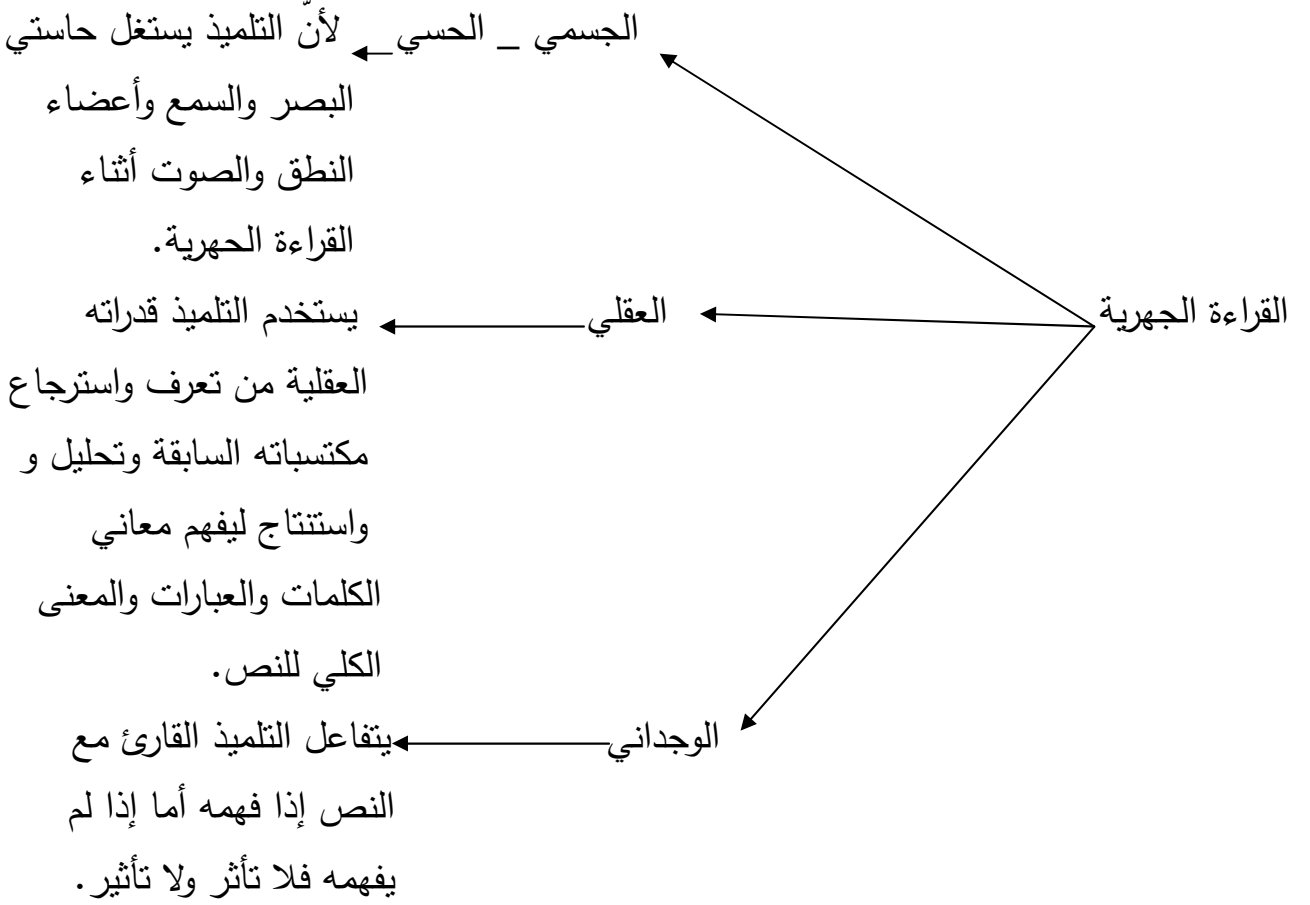 القراءة الجهرية
الجسمي _ الحسي
لأنّ التلميذ يستغل حاستي
البصر والسمع وأعضاء
النطق والصوت أثناء
القراءة الحهرية.
العقلي
يستخدم التلميذ قدراته
العقلية من تعرف واسترجاع
مكتسباته السابقة وتحليل و
واستنتاج ليفهم معاني
الكلمات والعبارات والمعنى
الكلي للنص.
الوجداني
يتفاعل التلميذ القارئ مع
النص إذا فهمه أما إذا لم
يفهمه فلا تأثر ولا تأثير.